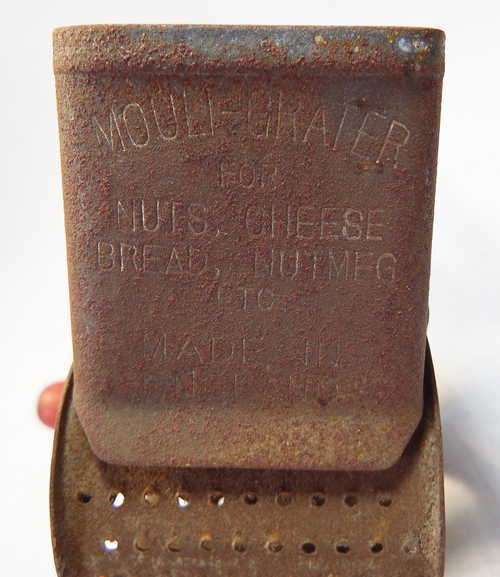 MOULI-GRATER
FOR
NUTS, CHEESE
BREAD, NUTMEG
ETC.
MADE IN